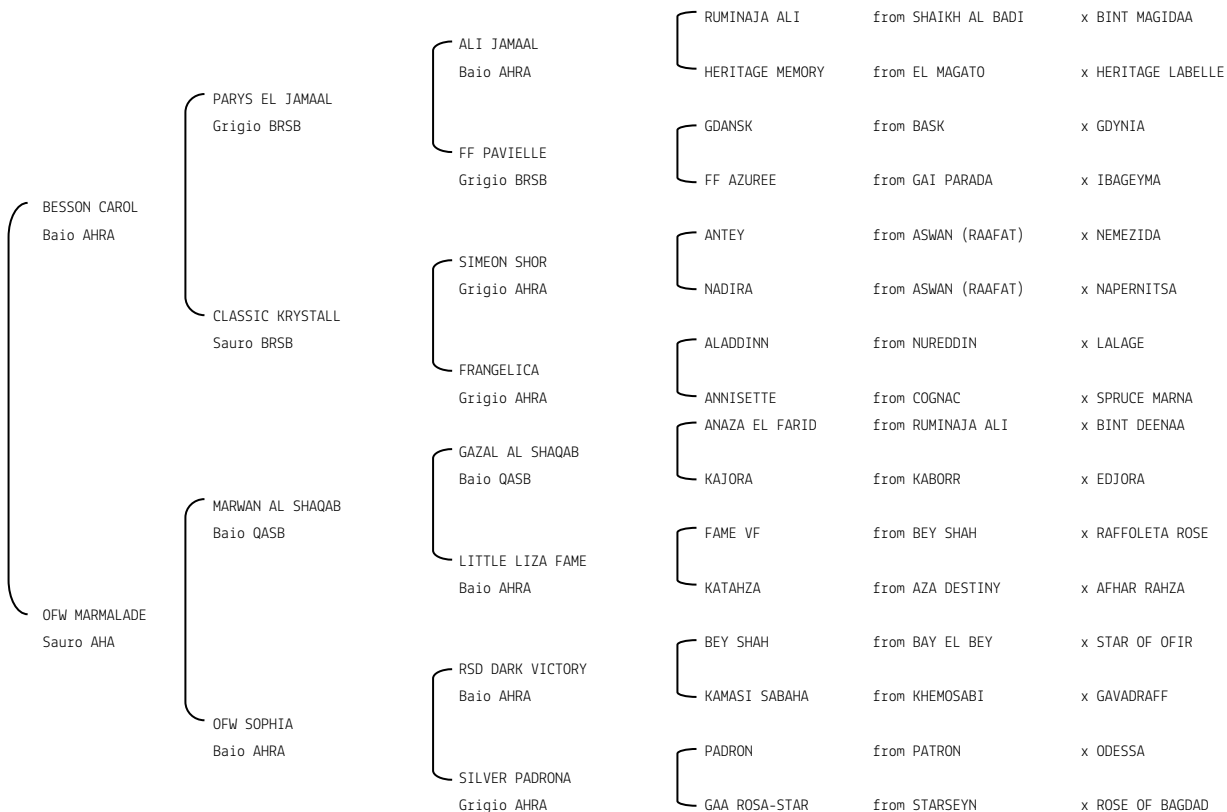 RUMINAJA ALI from SHAIKH AL BADI x BINT MAGIDAA
ALI JAMAAL
Baio AHRA
HERITAGE MEMORY from EL MAGATO x HERITAGE LABELLE
PARYS EL JAMAAL
Grigio BRSB
GDANSK from BASK x GDYNIA
FF PAVIELLE
Grigio BRSB
FF AZUREE from GAI PARADA x IBAGEYMA
BESSON CAROL
Baio AHRA
ANTEY from ASWAN (RAAFAT) x NEMEZIDA
SIMEON SHOR
Grigio AHRA
NADIRA from ASWAN (RAAFAT) x NAPERNITSA
CLASSIC KRYSTALL
Sauro BRSB
ALADDINN from NUREDDIN x LALAGE
FRANGELICA
Grigio AHRA
ANNISETTE from COGNAC x SPRUCE MARNA
ANAZA EL FARID from RUMINAJA ALI x BINT DEENAA
GAZAL AL SHAQAB
Baio QASB
KAJORA from KABORR x EDJORA
MARWAN AL SHAQAB
Baio QASB
FAME VF from BEY SHAH x RAFFOLETA ROSE
LITTLE LIZA FAME
Baio AHRA
KATAHZA from AZA DESTINY x AFHAR RAHZA
OFW MARMALADE
Sauro AHA
BEY SHAH from BAY EL BEY x STAR OF OFIR
RSD DARK VICTORY
Baio AHRA
KAMASI SABAHA from KHEMOSABI x GAVADRAFF
OFW SOPHIA
Baio AHRA
PADRON from PATRON x ODESSA
SILVER PADRONA
Grigio AHRA
GAA ROSA-STAR from STARSEYN x ROSE OF BAGDAD